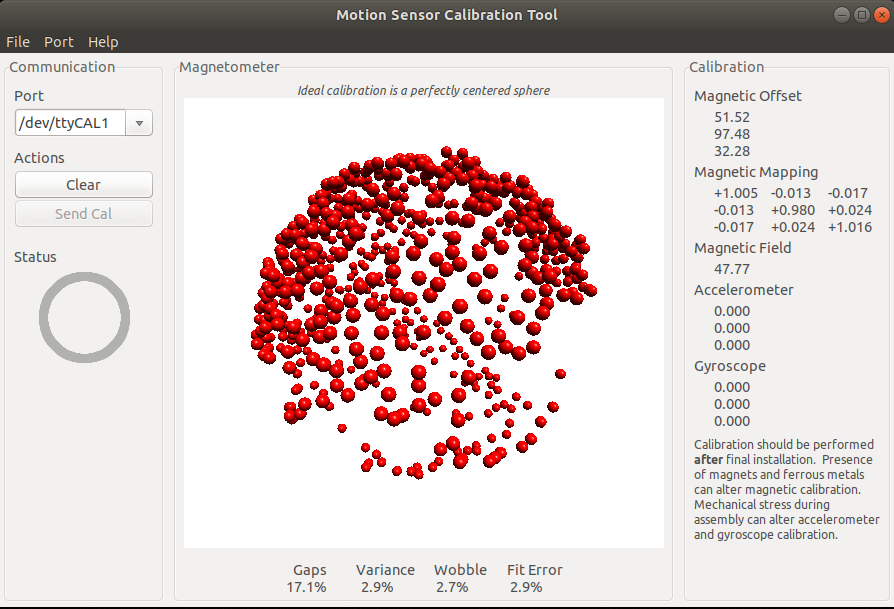 Motion Sensor Calibration Tool
File Port Help
Communication
Port
/dev/ttyCAL1
Actions
Clear
Send Cal
Status
Magnetometer
Ideal calibration is a perfectly centered sphere
Gaps Variance Wobble Fit Error
17.1% 2.9% 2.7% 2.9%
Calibration
Magnetic Offset
51.52
97.48
32.28
Magnetic Mapping
+1.005 -0.013 -0.017
-0.013 +0.980 +0.024
-0.017 +0.024 +1.016
Magnetic Field
47.77
Accelerometer
0.000
0.000
0.000
Gyroscope
0.000
0.000
0.000
Calibration should be performed
after final installation. Presence
of magnets and ferrous metals
can alter magnetic calibration.
Mechanical stress during
assembly can alter accelerometer
and gyroscope calibration.